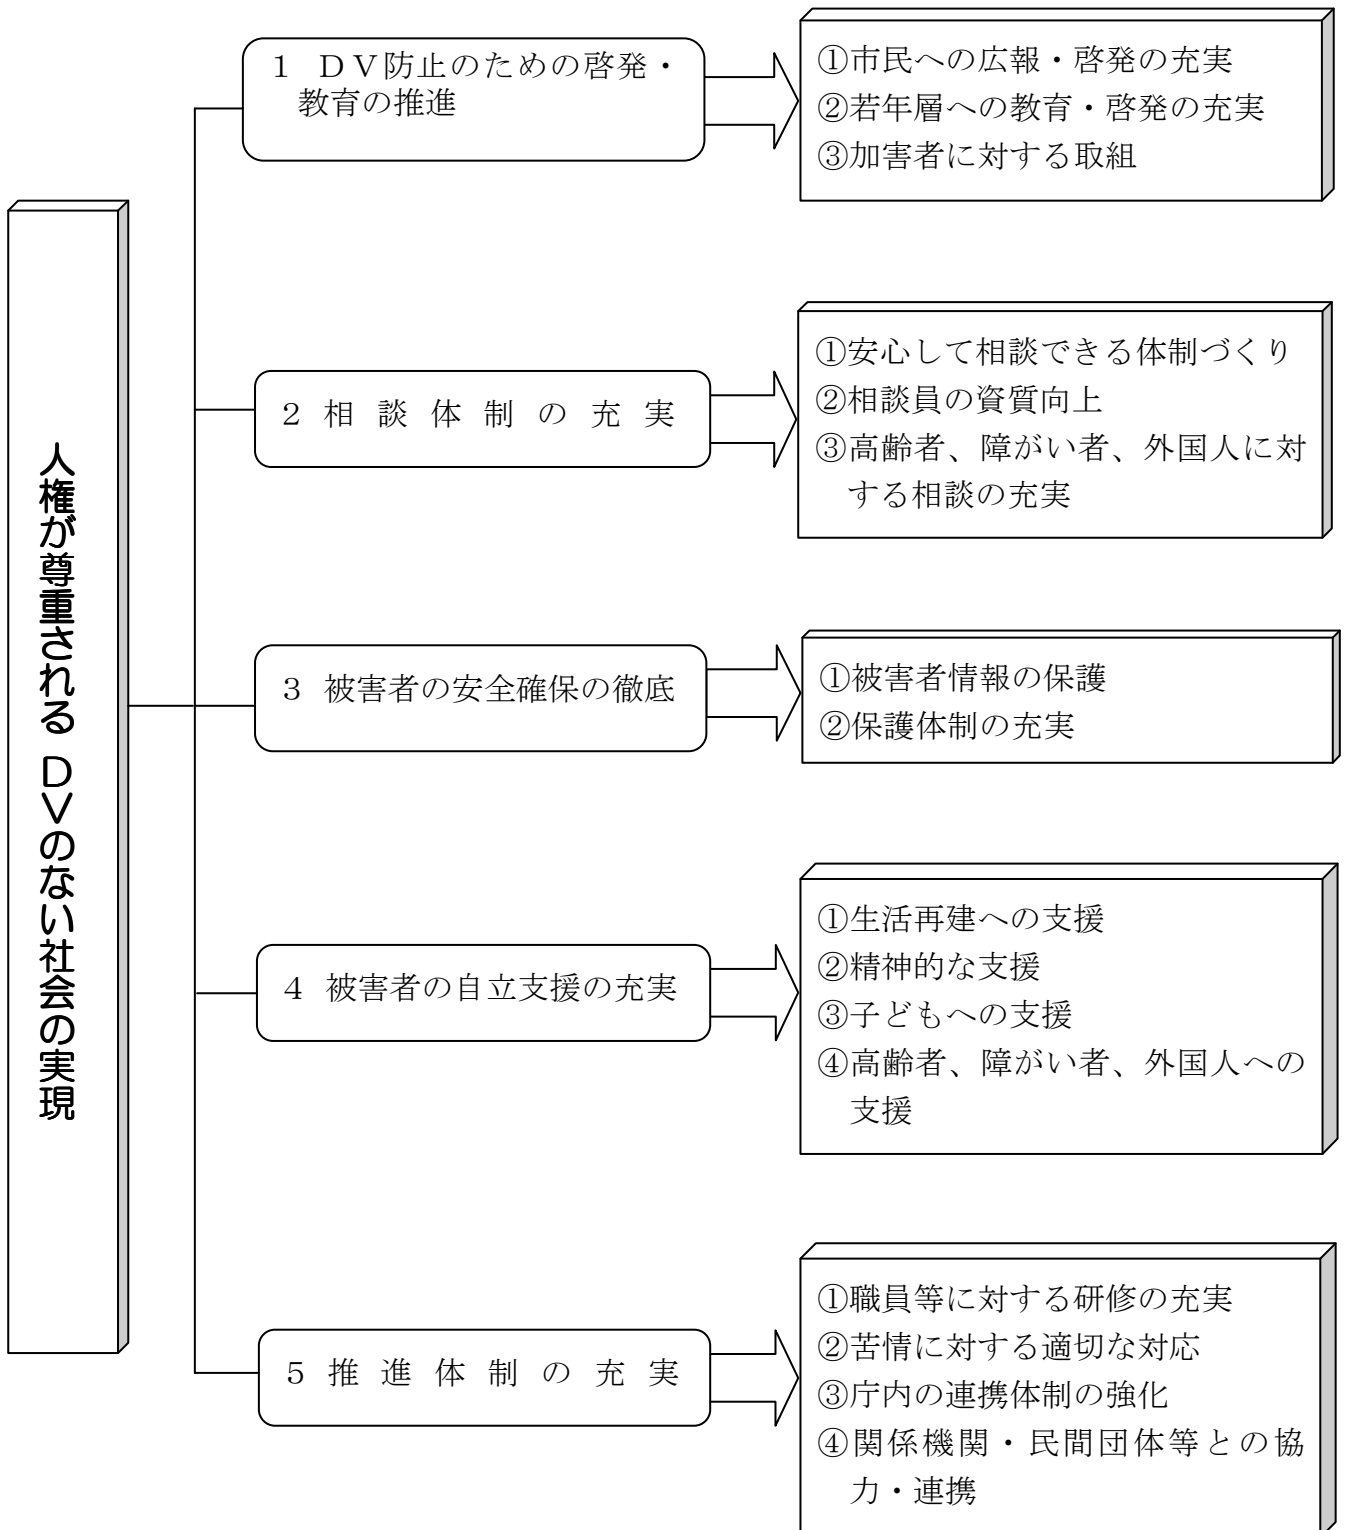 人権が尊重される DVのない社会の実現
1 DV防止のための啓発・
教育の推進
①市民への広報・啓発の充実
②若年層への教育・啓発の充実
③加害者に対する取組
2 相談体制の充実
①安心して相談できる体制づくり
②相談員の資質向上
③高齢者、障がい者、外国人に対
する相談の充実
3 被害者の安全確保の徹底
①被害者情報の保護
②保護体制の充実
4 被害者の自立支援の充実
①生活再建への支援
②精神的な支援
③子どもへの支援
④高齢者、障がい者、外国人への
支援
5 推進体制の充実
①職員等に対する研修の充実
②苦情に対する適切な対応
③庁内の連携体制の強化
④関係機関・民間団体等との協
力・連携